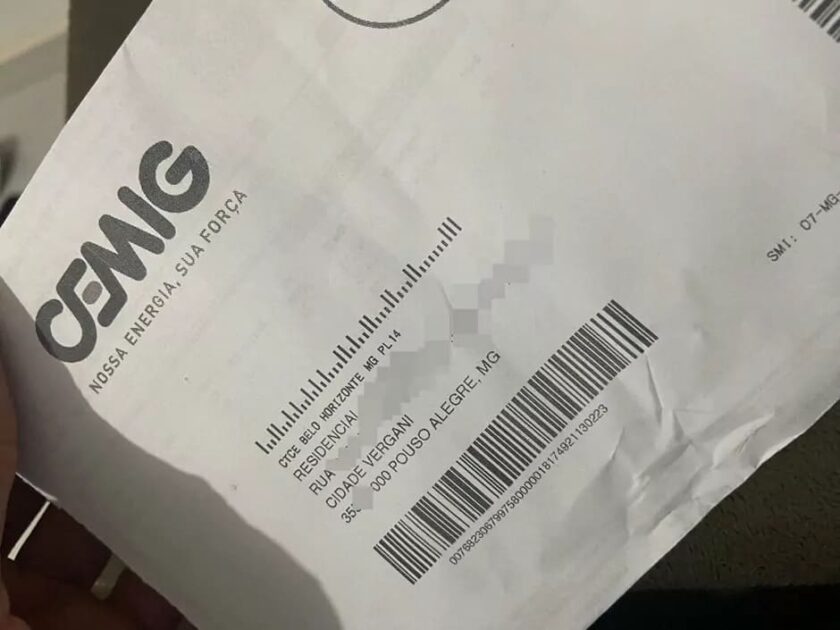 CEMIG
NOSSA ENERGIA, SUA FORÇA
CTCE BELO HORIZONTE MG PL14
RESIDENCIAL
RUA
CIDADE VERGANI
000 POUSO ALEGRE, MG
SMI: 07-MG-